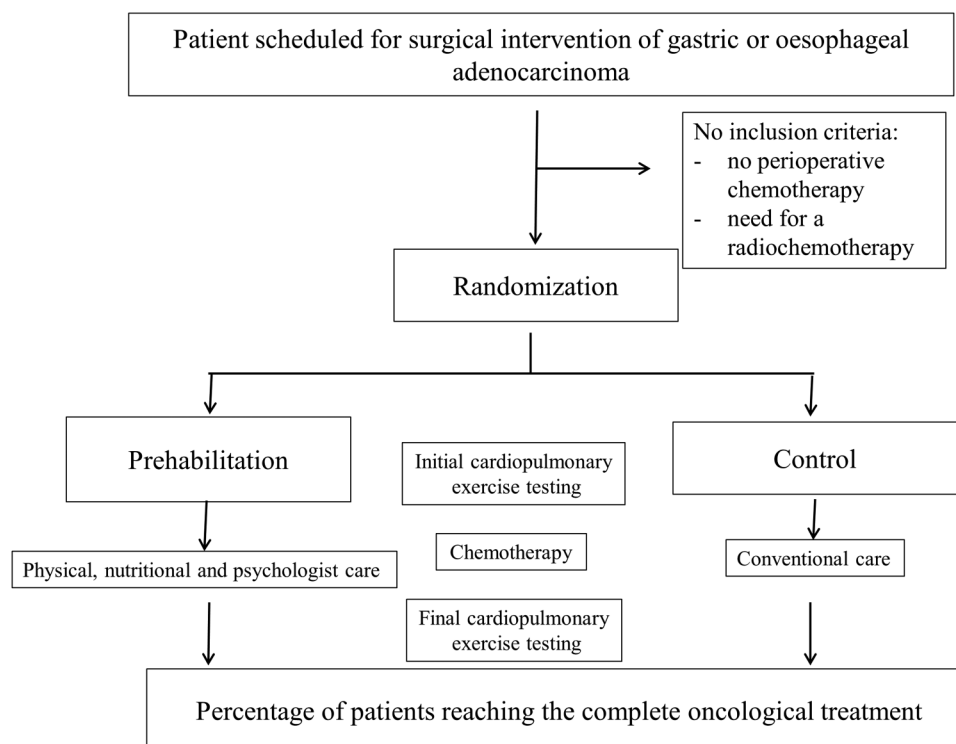 Patient scheduled for surgical intervention of gastric or oesophageal
adenocarcinoma
No inclusion criteria:
- no perioperative
chemotherapy
- need for a
radiochemotherapy
Randomization
Prehabilitation
Initial cardiopulmonary
exercise testing
Control
Physical, nutritional and psychologist care
Chemotherapy
Conventional care
Final cardiopulmonary
exercise testing
Percentage of patients reaching the complete oncological treatment